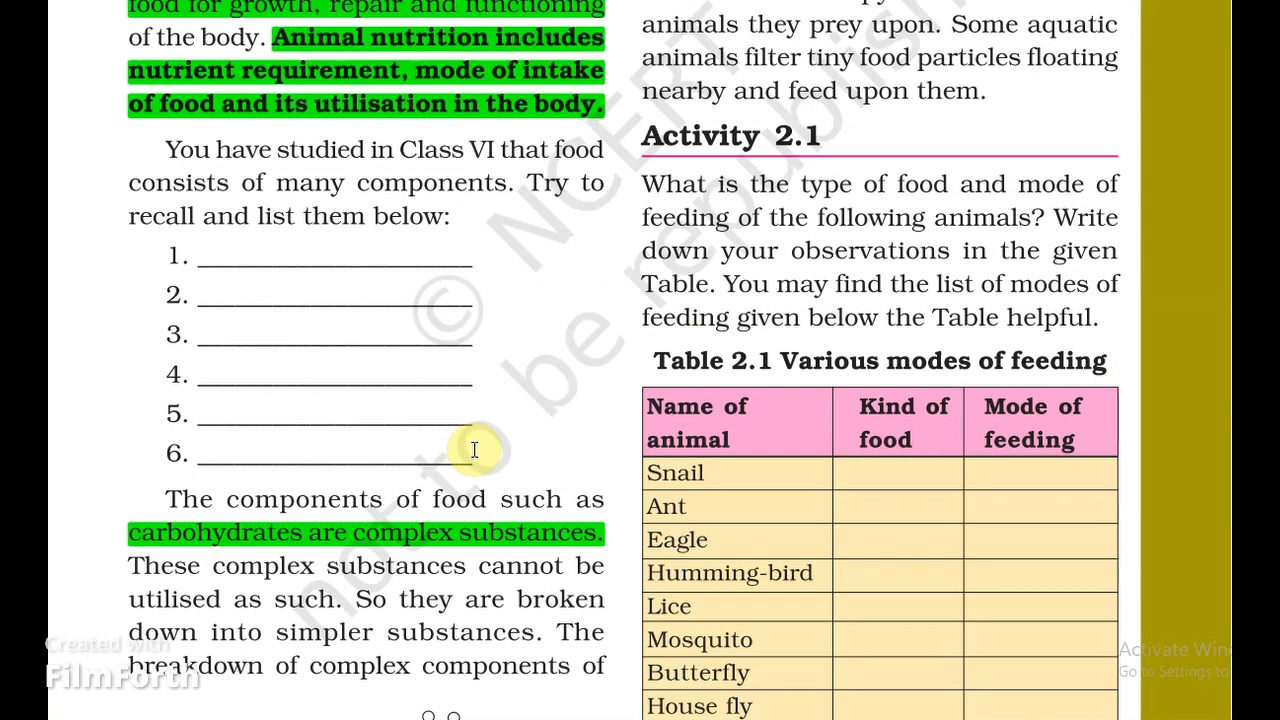 food for growth, repair and functioning
of the body. Animal nutrition includes
nutrient requirement, mode of intake
of food and its utilisation in the body.
You have studied in Class VI that food
consists of many components. Try to
recall and list them below:
1. ______________________
2. ______________________
3. ______________________
4. ______________________
5. ______________________
6. ______________________
The components of food such as
carbohydrates are complex substances.
These complex substances cannot be
utilised as such. So they are broken
down into simpler substances. The
breakdown of complex components of
animals they prey upon. Some aquatic
animals filter tiny food particles floating
nearby and feed upon them.
Activity 2.1
What is the type of food and mode of
feeding of the following animals? Write
down your observations in the given
Table. You may find the list of modes of
feeding given below the Table helpful.
Table 2.1 Various modes of feeding
Name of animal Kind of food Mode of feeding
Snail
Ant
Eagle
Humming-bird
Lice
Mosquito
Butterfly
House fly
© NCERT
not to be republish
Created with
FilmForth
Activate Win
Go to Settings to